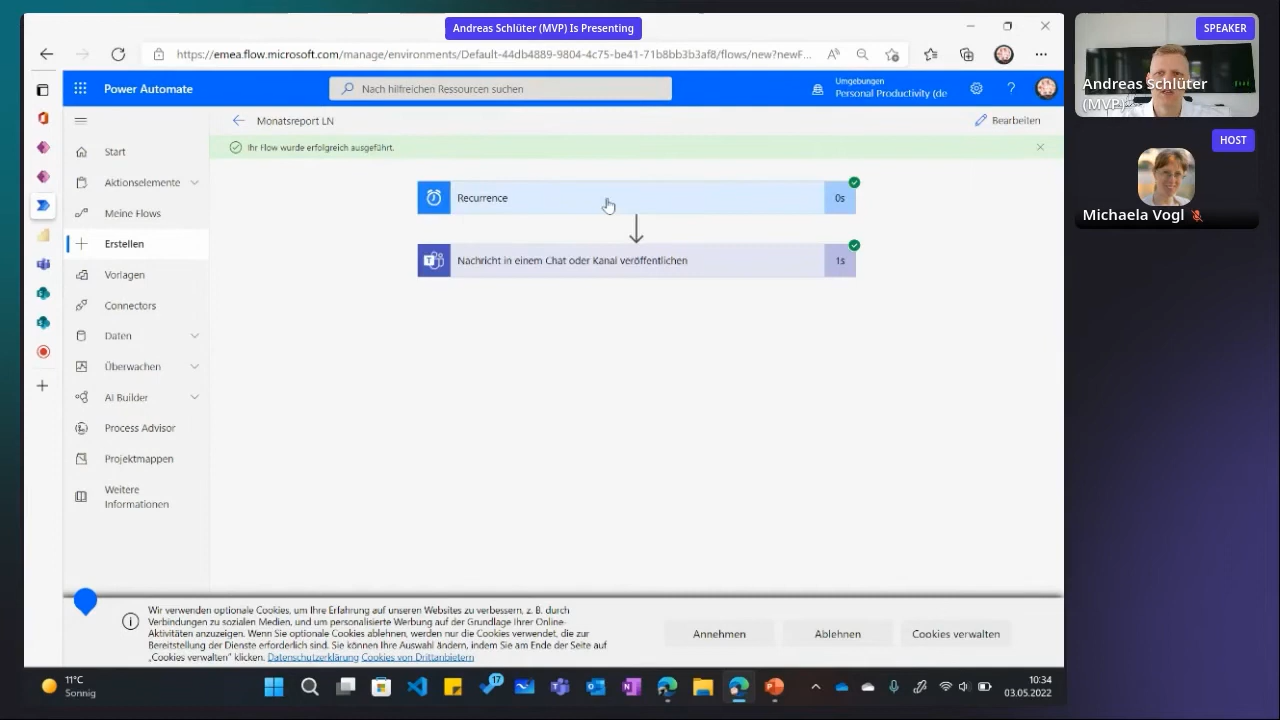 Andreas Schlüter (MVP) Is Presenting
https://emea.flow.microsoft.com/manage/environments/Default-44db4889-9804-4c75-be41-71b8bb3b3af8/flows/new?newF...
Power Automate
Nach hilfreichen Ressourcen suchen
Umgebungen
Personal Productivity (de
?
Monatsreport LN
Bearbeiten
Ihr Flow wurde erfolgreich ausgeführt.
Start
Aktionselemente
Meine Flows
Erstellen
Vorlagen
Connectors
Daten
Überwachen
AI Builder
Process Advisor
Projektmappen
Weitere
Informationen
Recurrence
0s
Nachricht in einem Chat oder Kanal veröffentlichen
1s
Wir verwenden optionale Cookies, um Ihre Erfahrung auf unseren Websites zu verbessern, z. B. durch
Verbindungen zu sozialen Medien, und um personalisierte Werbung auf der Grundlage Ihrer Online-
Aktivitäten anzuzeigen. Wenn Sie optionale Cookies ablehnen, werden nur die Cookies verwendet, die zur
Bereitstellung der Dienste erforderlich sind. Sie können Ihre Auswahl ändern, indem Sie am Ende der Seite auf
„Cookies verwalten" klicken. Datenschutzerklärung Cookies von Drittanbietern
Annehmen
Ablehnen
Cookies verwalten
11°C
Sonnig
17
10:34
03.05.2022
SPEAKER
Andreas Schlüter
(MVP)
HOST
Michaela Vogl